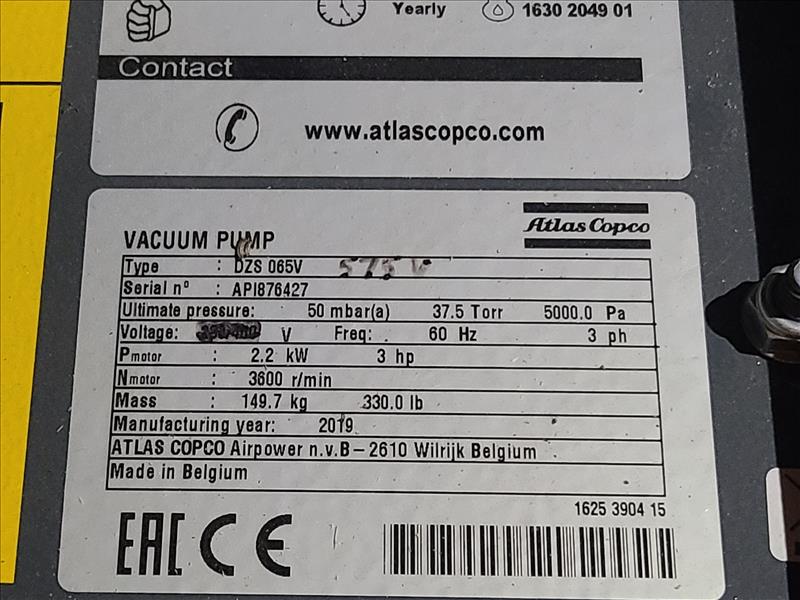 Yearly 1630 2049 01
Contact
www.atlascopco.com
Atlas Copco
VACUUM PUMP
Type : DZS 065V 575 V
Serial nº : API876427
Ultimate pressure: 50 mbar(a) 37.5 Torr 5000.0 Pa
Voltage: V Freq: 60 Hz 3 ph
Pmotor : 2.2 kW 3 hp
Nmotor : 3600 r/min
Mass : 149.7 kg 330.0 lb
Manufacturing year: 2019
ATLAS COPCO Airpower n.v.B – 2610 Wilrijk Belgium
Made in Belgium
1625 3904 15
EAC CE